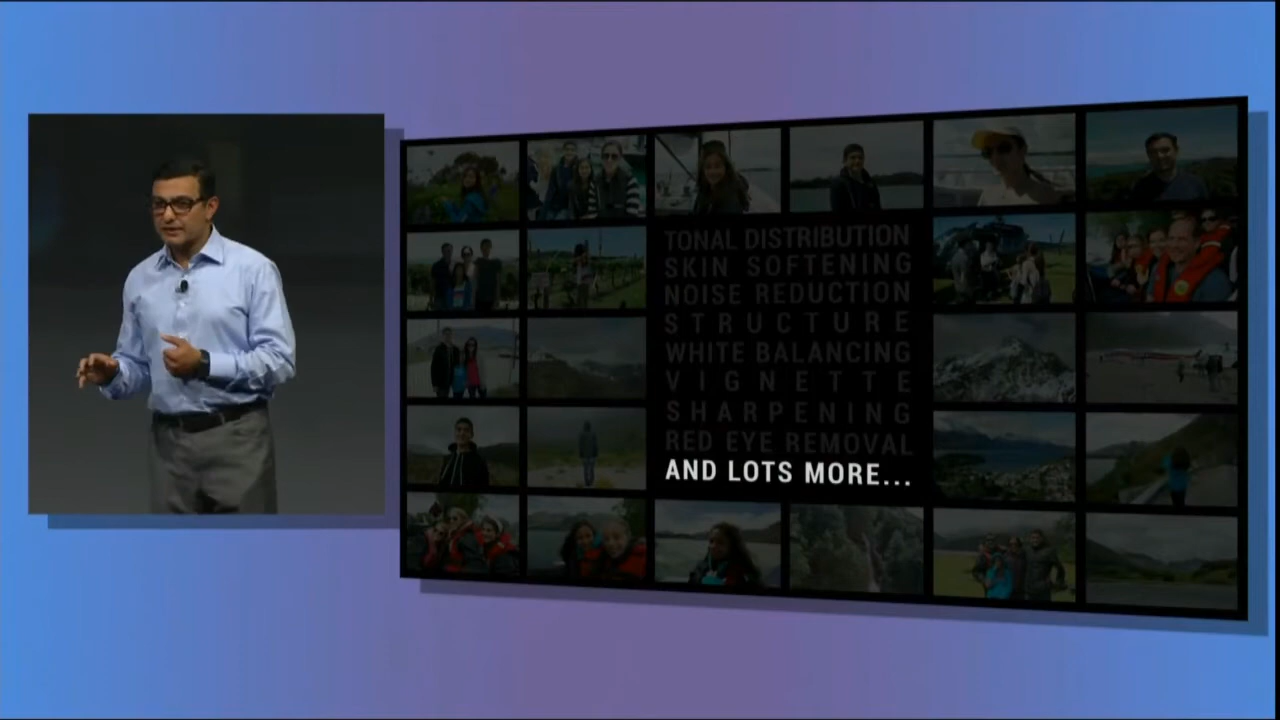 TONAL DISTRIBUTION
SKIN SOFTENING
NOISE REDUCTION
STRUCTURE
WHITE BALANCING
VIGNETTE
SHARPENING
RED EYE REMOVAL
AND LOTS MORE...